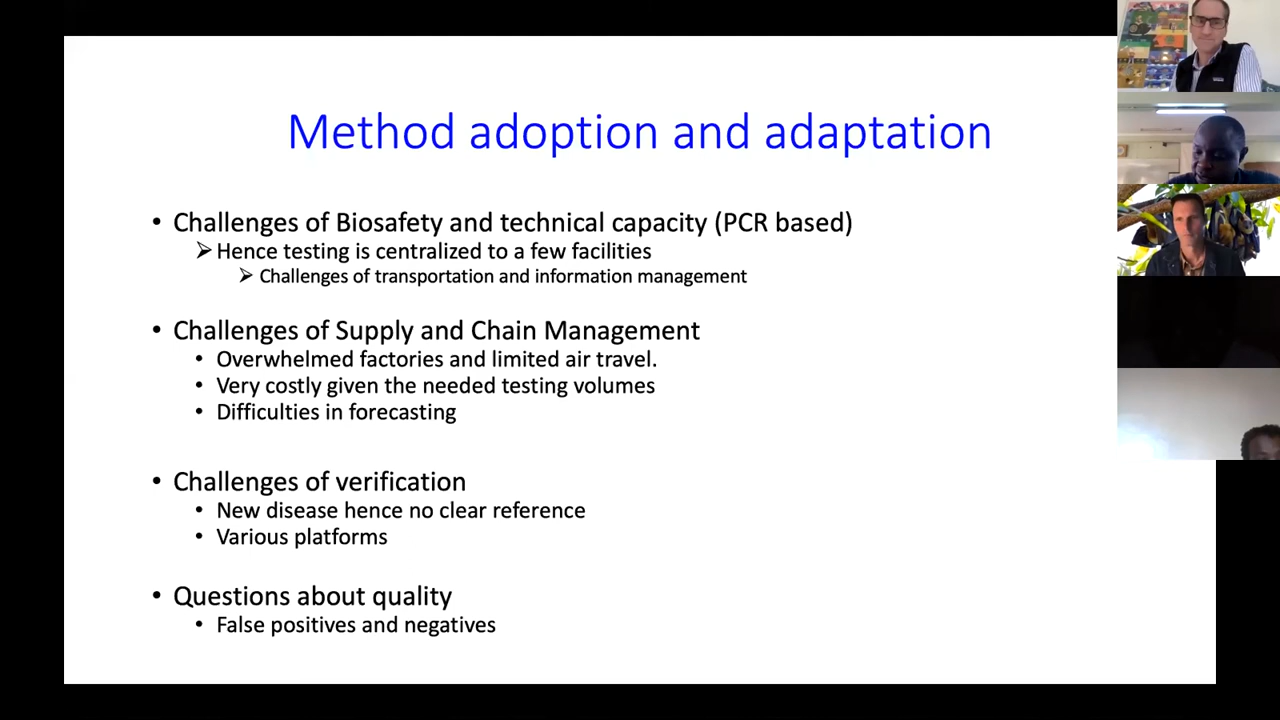 Method adoption and adaptation
• Challenges of Biosafety and technical capacity (PCR based)
➢ Hence testing is centralized to a few facilities
➢ Challenges of transportation and information management
• Challenges of Supply and Chain Management
• Overwhelmed factories and limited air travel.
• Very costly given the needed testing volumes
• Difficulties in forecasting
• Challenges of verification
• New disease hence no clear reference
• Various platforms
• Questions about quality
• False positives and negatives